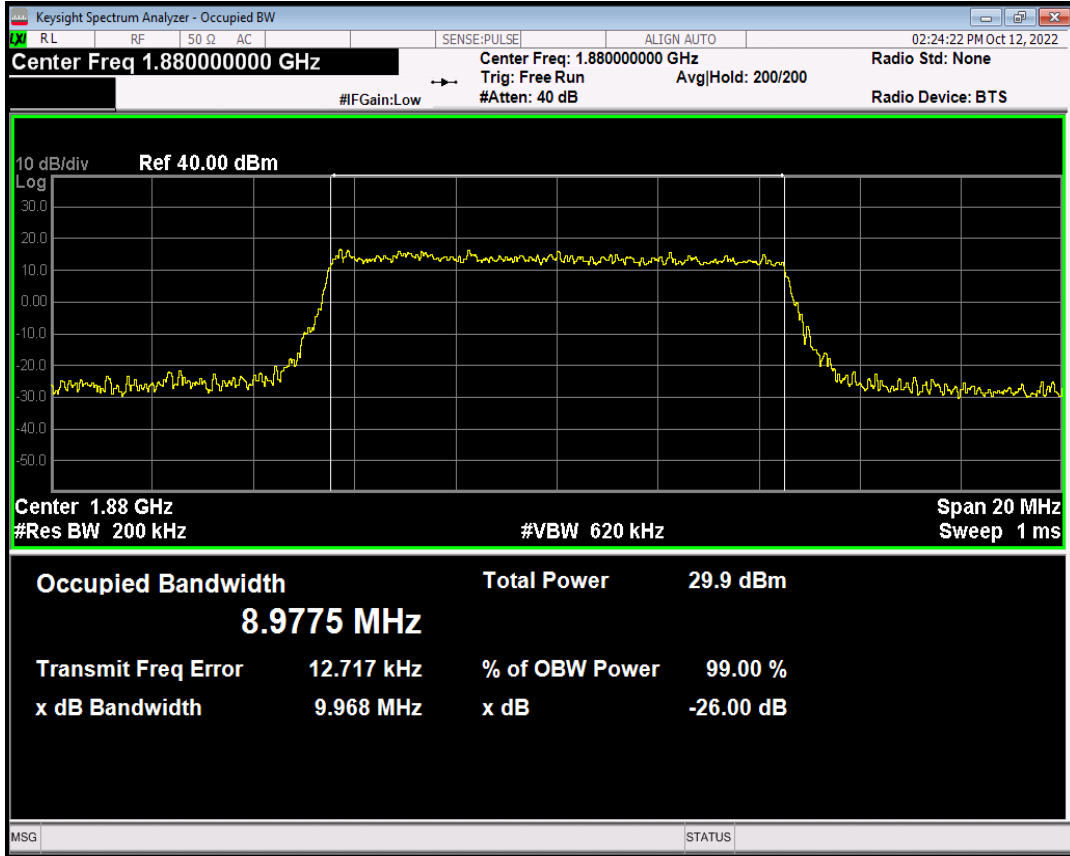 Keysight Spectrum Analyzer - Occupied BW
LXI RL RF 50 Ω AC SENSE:PULSE ALIGN AUTO 02:24:22 PM Oct 12, 2022
Center Freq 1.880000000 GHz
Center Freq: 1.880000000 GHz Radio Std: None
Trig: Free Run Avg|Hold: 200/200
#IFGain:Low #Atten: 40 dB Radio Device: BTS
10 dB/div Ref 40.00 dBm
Log
30.0
20.0
10.0
0.00
-10.0
-20.0
-30.0
-40.0
-50.0
Center 1.88 GHz Span 20 MHz
#Res BW 200 kHz #VBW 620 kHz Sweep 1 ms
Occupied Bandwidth Total Power 29.9 dBm
8.9775 MHz
Transmit Freq Error 12.717 kHz % of OBW Power 99.00 %
x dB Bandwidth 9.968 MHz x dB -26.00 dB
MSG STATUS